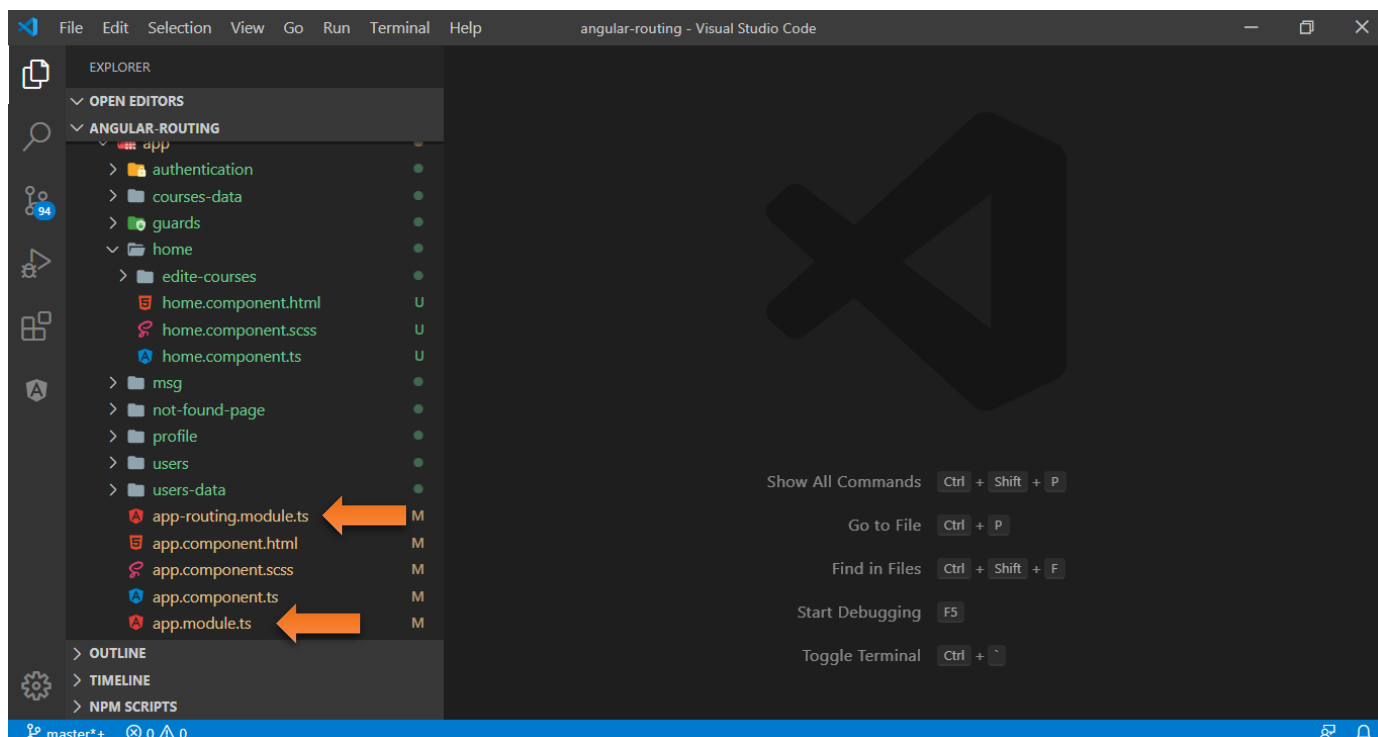 File Edit Selection View Go Run Terminal Help angular-routing - Visual Studio Code
EXPLORER
OPEN EDITORS
ANGULAR-ROUTING
app
authentication
courses-data
94
guards
home
edite-courses
home.component.html U
home.component.scss U
home.component.ts U
msg
not-found-page
profile
users
users-data
app-routing.module.ts M
app.component.html M
app.component.scss M
app.component.ts M
app.module.ts M
OUTLINE
TIMELINE
NPM SCRIPTS
Show All Commands Ctrl + Shift + P
Go to File Ctrl + P
Find in Files Ctrl + Shift + F
Start Debugging F5
Toggle Terminal Ctrl + `
master*+ 0 0